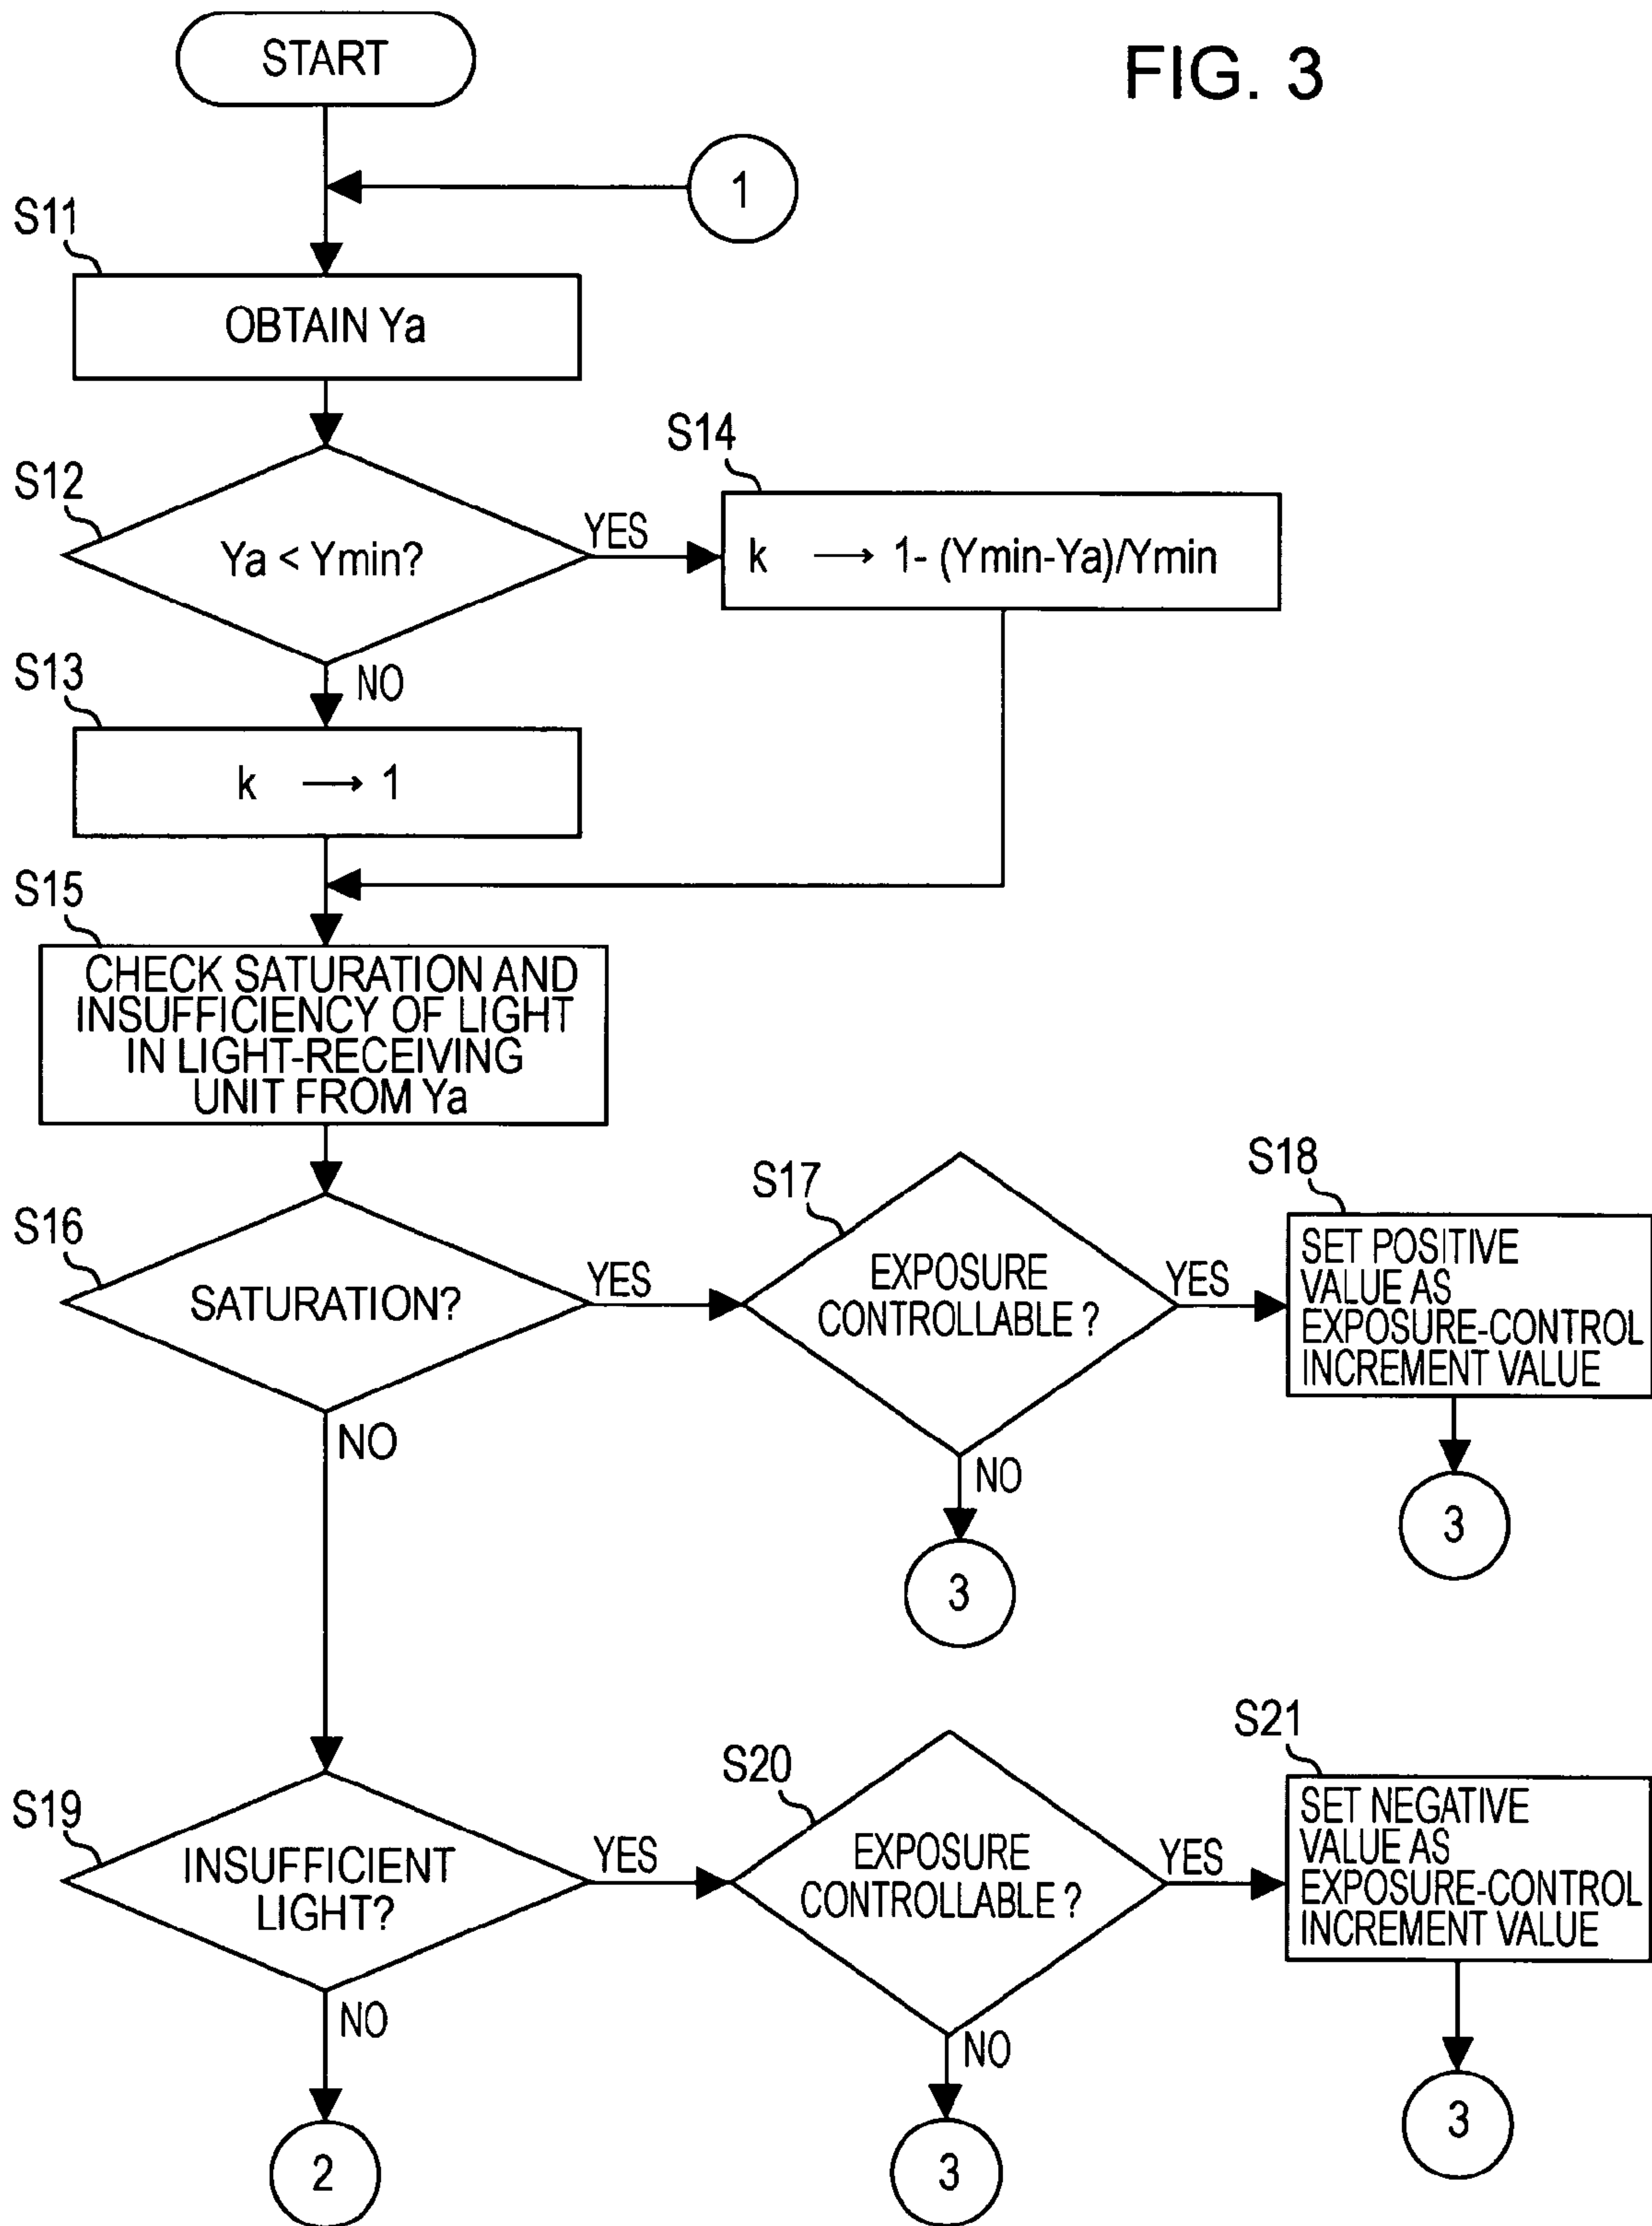 START
FIG. 3
1
S11
OBTAIN Ya
S12
Ya < Ymin?
YES
S14
k → 1- (Ymin-Ya)/Ymin
NO
S13
k → 1
S15
CHECK SATURATION AND
INSUFFICIENCY OF LIGHT
IN LIGHT-RECEIVING
UNIT FROM Ya
S16
SATURATION?
YES
S17
EXPOSURE
CONTROLLABLE ?
YES
S18
SET POSITIVE
VALUE AS
EXPOSURE-CONTROL
INCREMENT VALUE
NO
NO
3
3
S19
INSUFFICIENT
LIGHT?
YES
S20
EXPOSURE
CONTROLLABLE ?
YES
S21
SET NEGATIVE
VALUE AS
EXPOSURE-CONTROL
INCREMENT VALUE
NO
NO
2
3
3